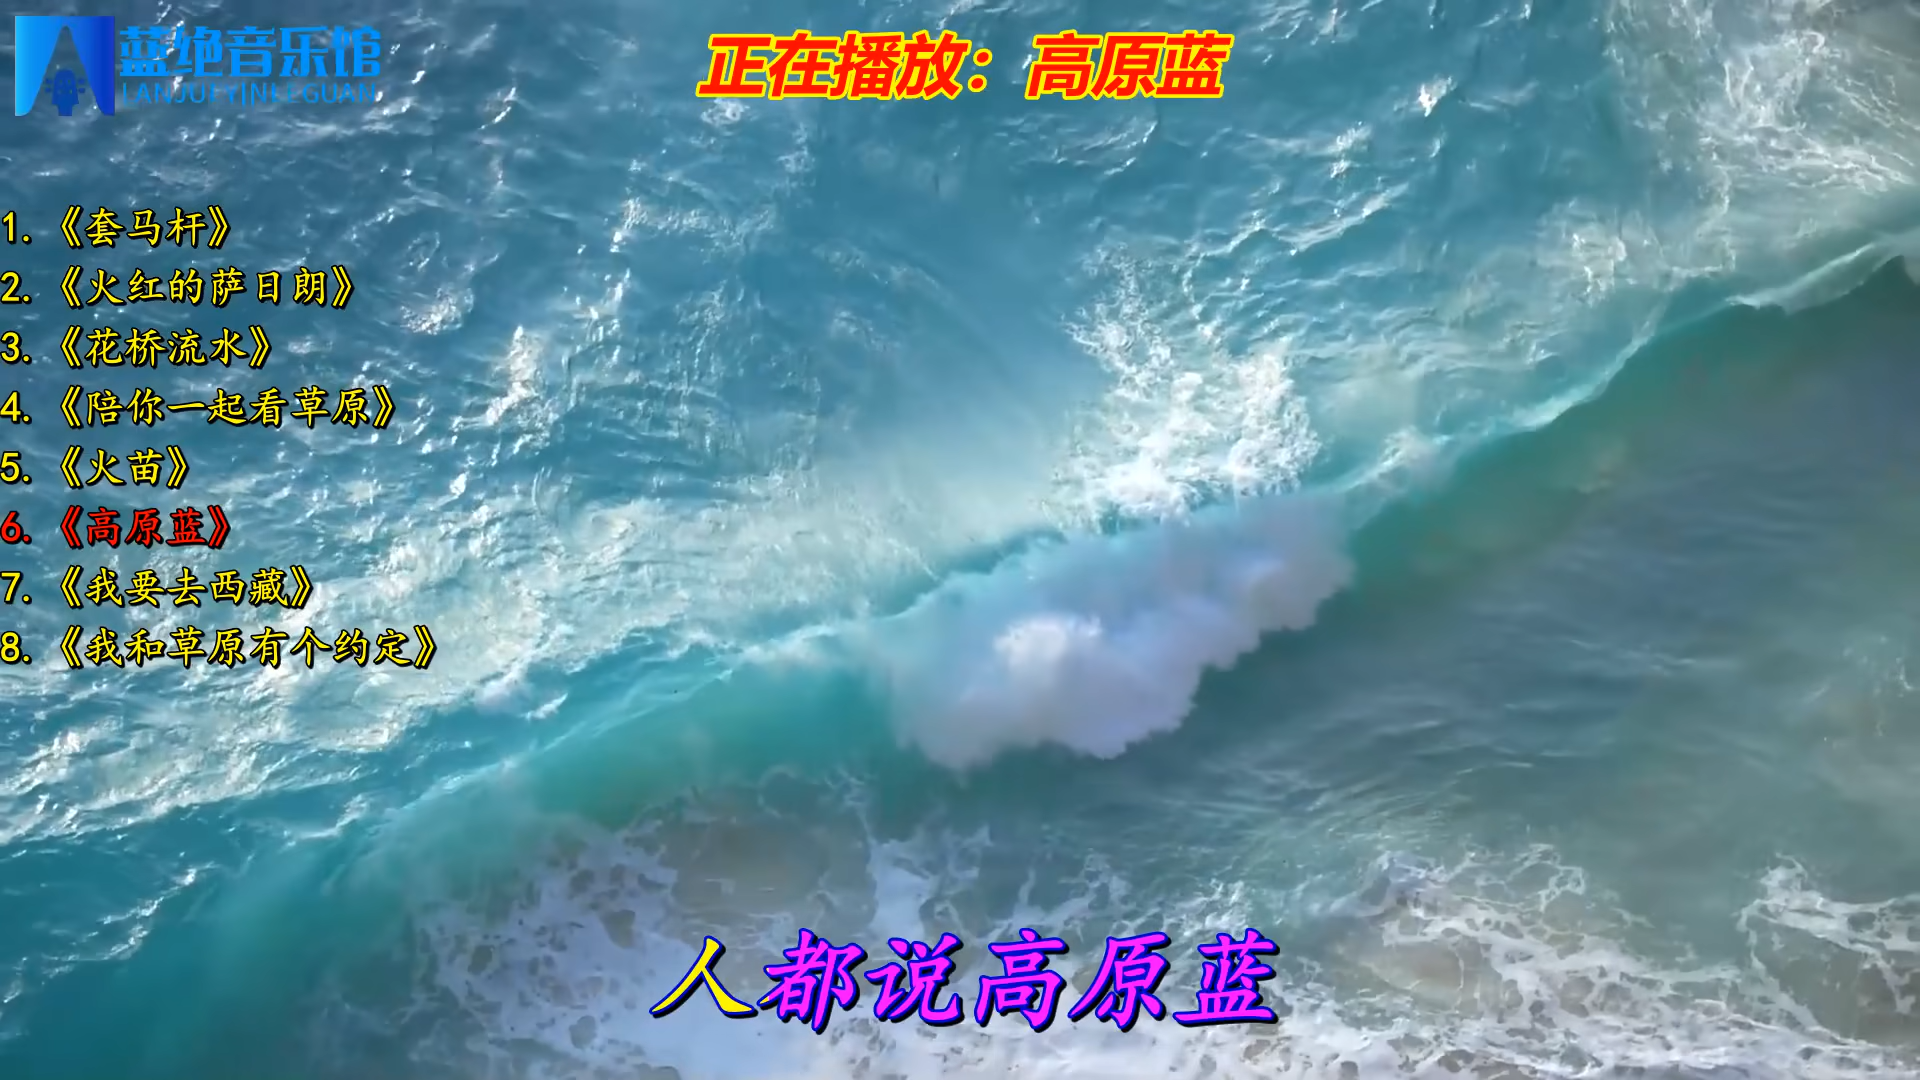 蓝绝音乐馆
LANJUEYINLEGUAN
正在播放：高原蓝
1.《套马杆》
2.《火红的萨日朗》
3.《花桥流水》
4.《陪你一起看草原》
5.《火苗》
6.《高原蓝》
7.《我要去西藏》
8.《我和草原有个约定》
人都说高原蓝